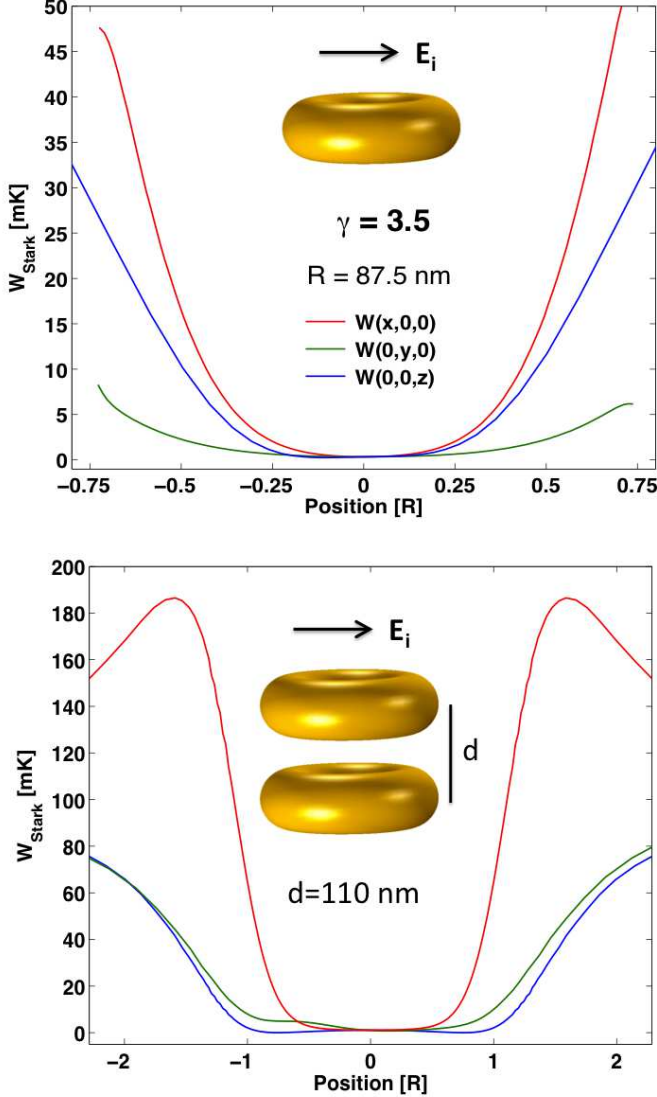 50
45
40
35
30
25
20
15
10
5
0
W_Stark [mK]
E_i
γ = 3.5
R = 87.5 nm
W(x,0,0)
W(0,y,0)
W(0,0,z)
−0.75 −0.5 −0.25 0 0.25 0.5 0.75
Position [R]
200
180
160
140
120
100
80
60
40
20
0
W_Stark [mK]
E_i
d
d=110 nm
−2 −1 0 1 2
Position [R]